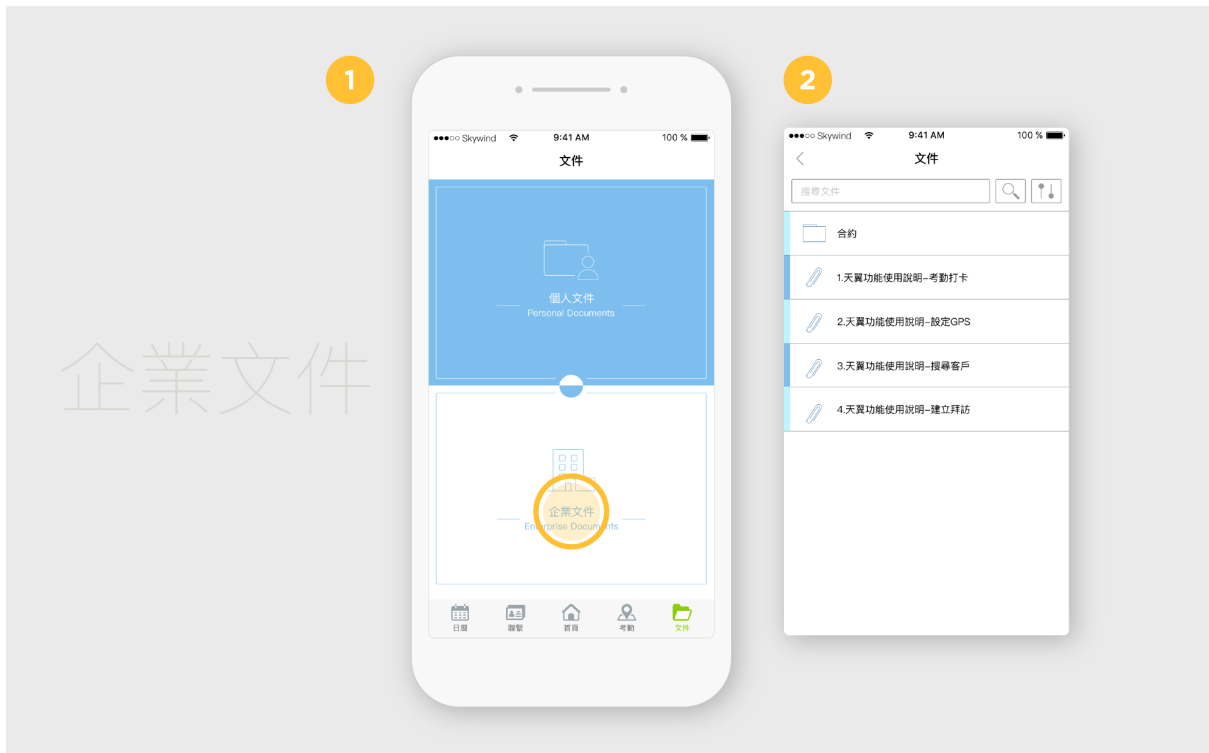 企業文件
1
Skywind 9:41 AM 100 %
文件
個人文件
Personal Documents
企業文件
Enterprise Documents
日曆
聯繫
首頁
考勤
文件
2
Skywind 9:41 AM 100 %
文件
搜尋文件
合約
1.天翼功能使用說明–考勤打卡
2.天翼功能使用說明–設定GPS
3.天翼功能使用說明–搜尋客戶
4.天翼功能使用說明–建立拜訪